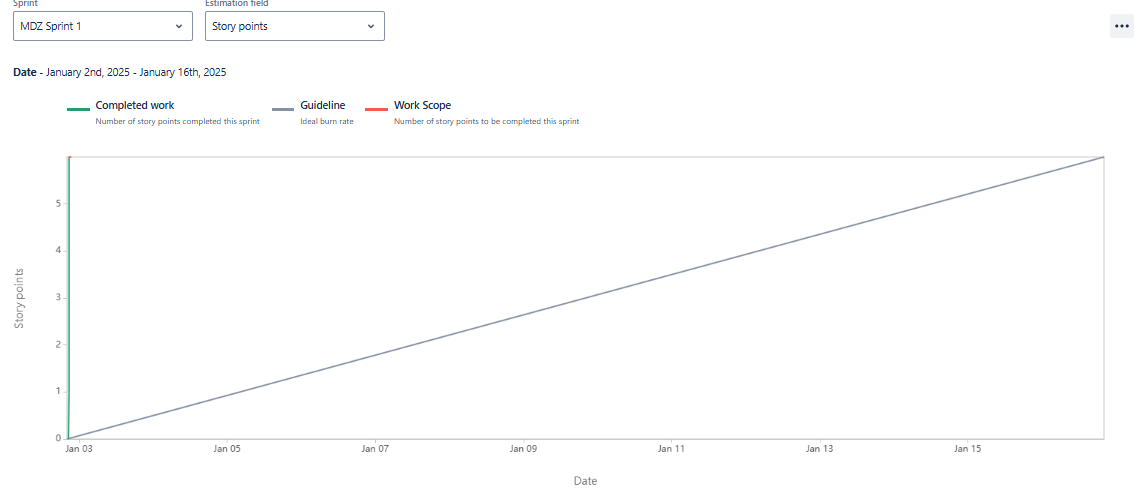 Sprint Estimation field
MDZ Sprint 1 Story points
Date - January 2nd, 2025 - January 16th, 2025
Completed work Guideline Work Scope
Number of story points completed this sprint Ideal burn rate Number of story points to be completed this sprint
5
4
3
2
1
0
Story points
Jan 03 Jan 05 Jan 07 Jan 09 Jan 11 Jan 13 Jan 15
Date